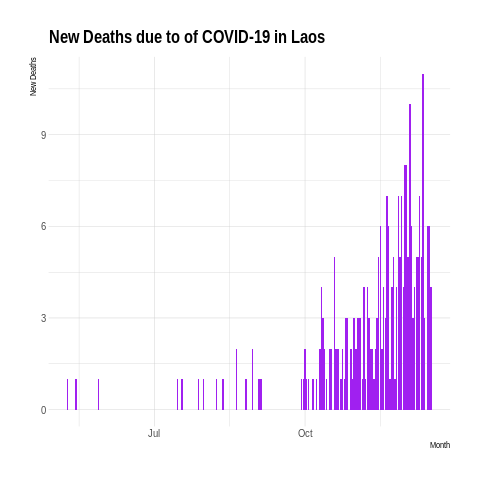 New Deaths due to of COVID-19 in Laos
New Deaths
9
6
3
0
Jul
Oct
Month